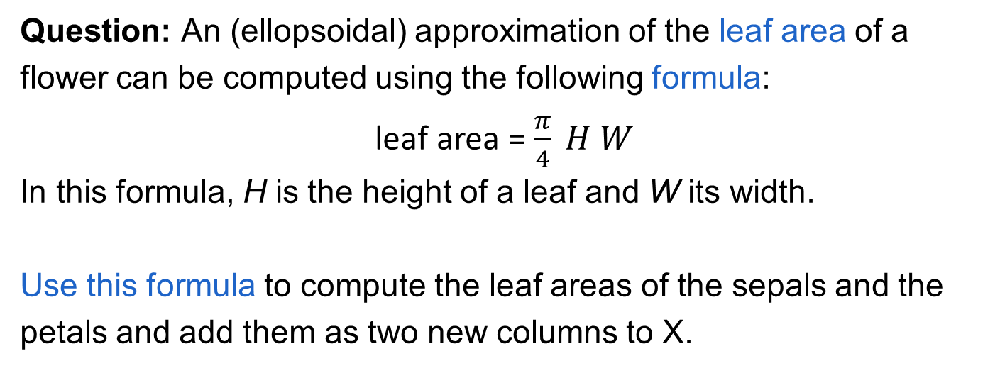 Question: An (ellopsoidal) approximation of the leaf area of a
flower can be computed using the following formula:
leaf area = π/4 H W
In this formula, H is the height of a leaf and W its width.
Use this formula to compute the leaf areas of the sepals and the
petals and add them as two new columns to X.